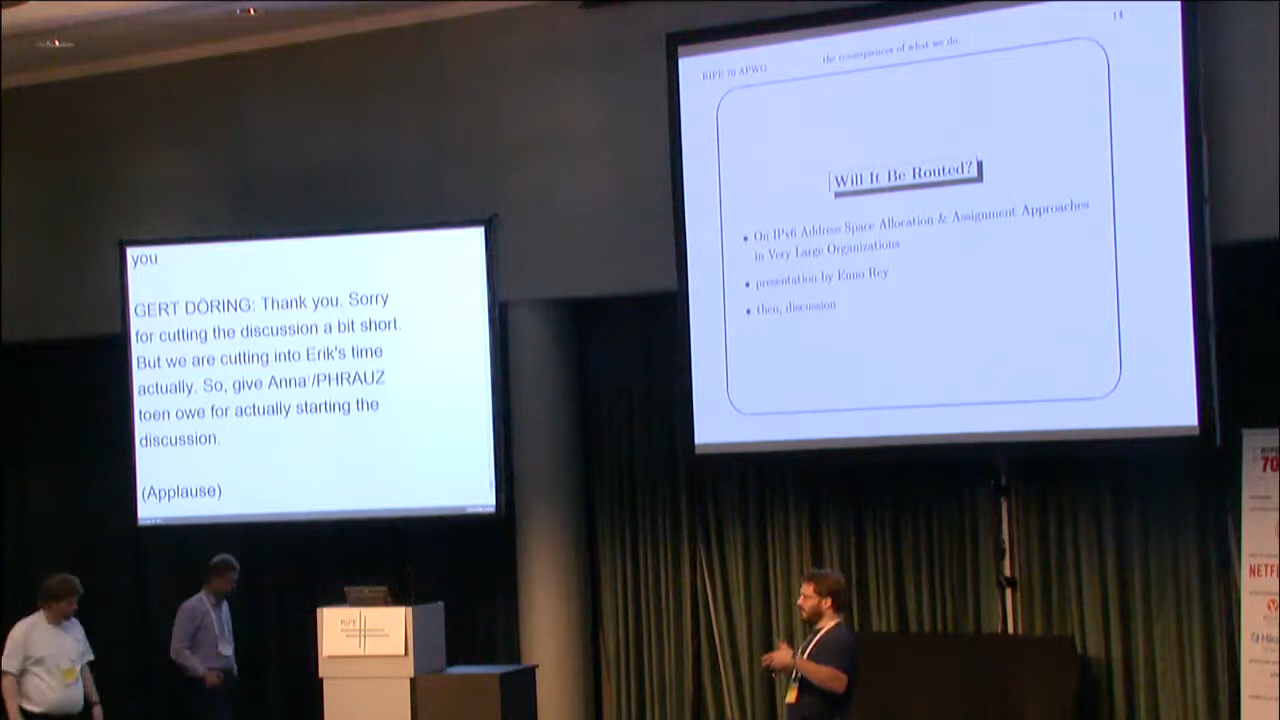 you
GERT DÖRING: Thank you. Sorry
for cutting the discussion a bit short.
But we are cutting into Erik's time
actually. So, give Anna'/PHRAUZ
toen owe for actually starting the
discussion.
(Applause)
14
RIPE 70 APWG
the consequences of what we do.
Will It Be Routed?
• On IPv6 Address Space Allocation & Assignment Approaches
in Very Large Organizations
• presentation by Enno Rey
• then, discussion
RIPE
70
NETFL